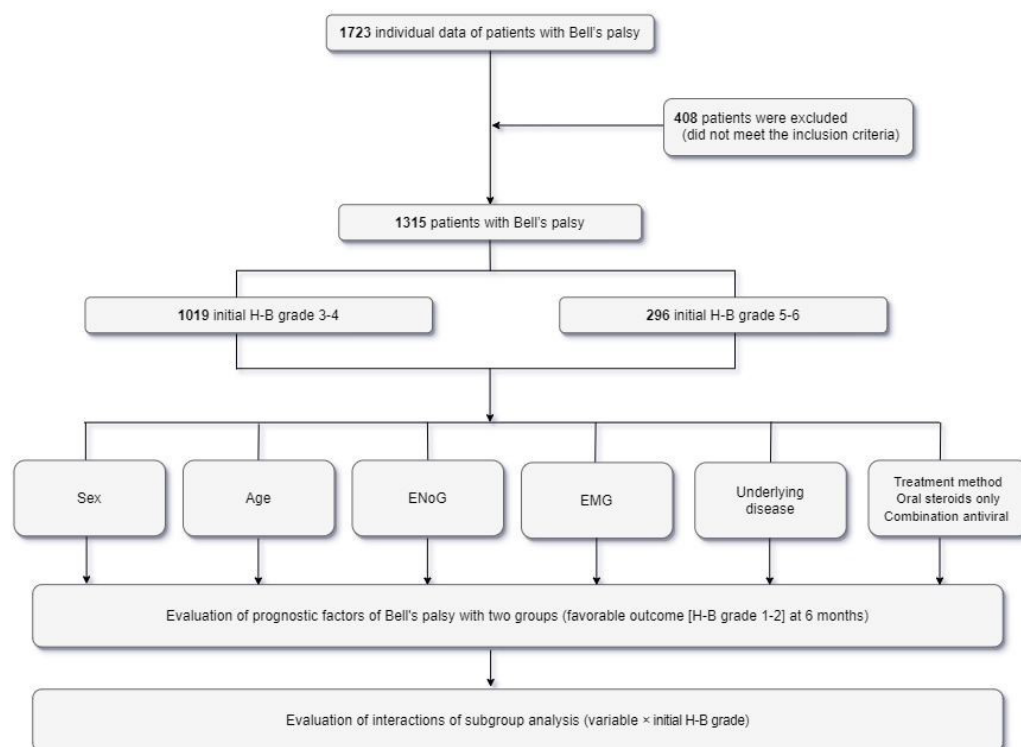 1723 individual data of patients with Bell's palsy
408 patients were excluded
(did not meet the inclusion criteria)
1315 patients with Bell's palsy
1019 initial H-B grade 3-4
296 initial H-B grade 5-6
Sex
Age
ENoG
EMG
Underlying
disease
Treatment method
Oral steroids only
Combination antiviral
Evaluation of prognostic factors of Bell's palsy with two groups (favorable outcome [H-B grade 1-2] at 6 months)
Evaluation of interactions of subgroup analysis (variable × initial H-B grade)